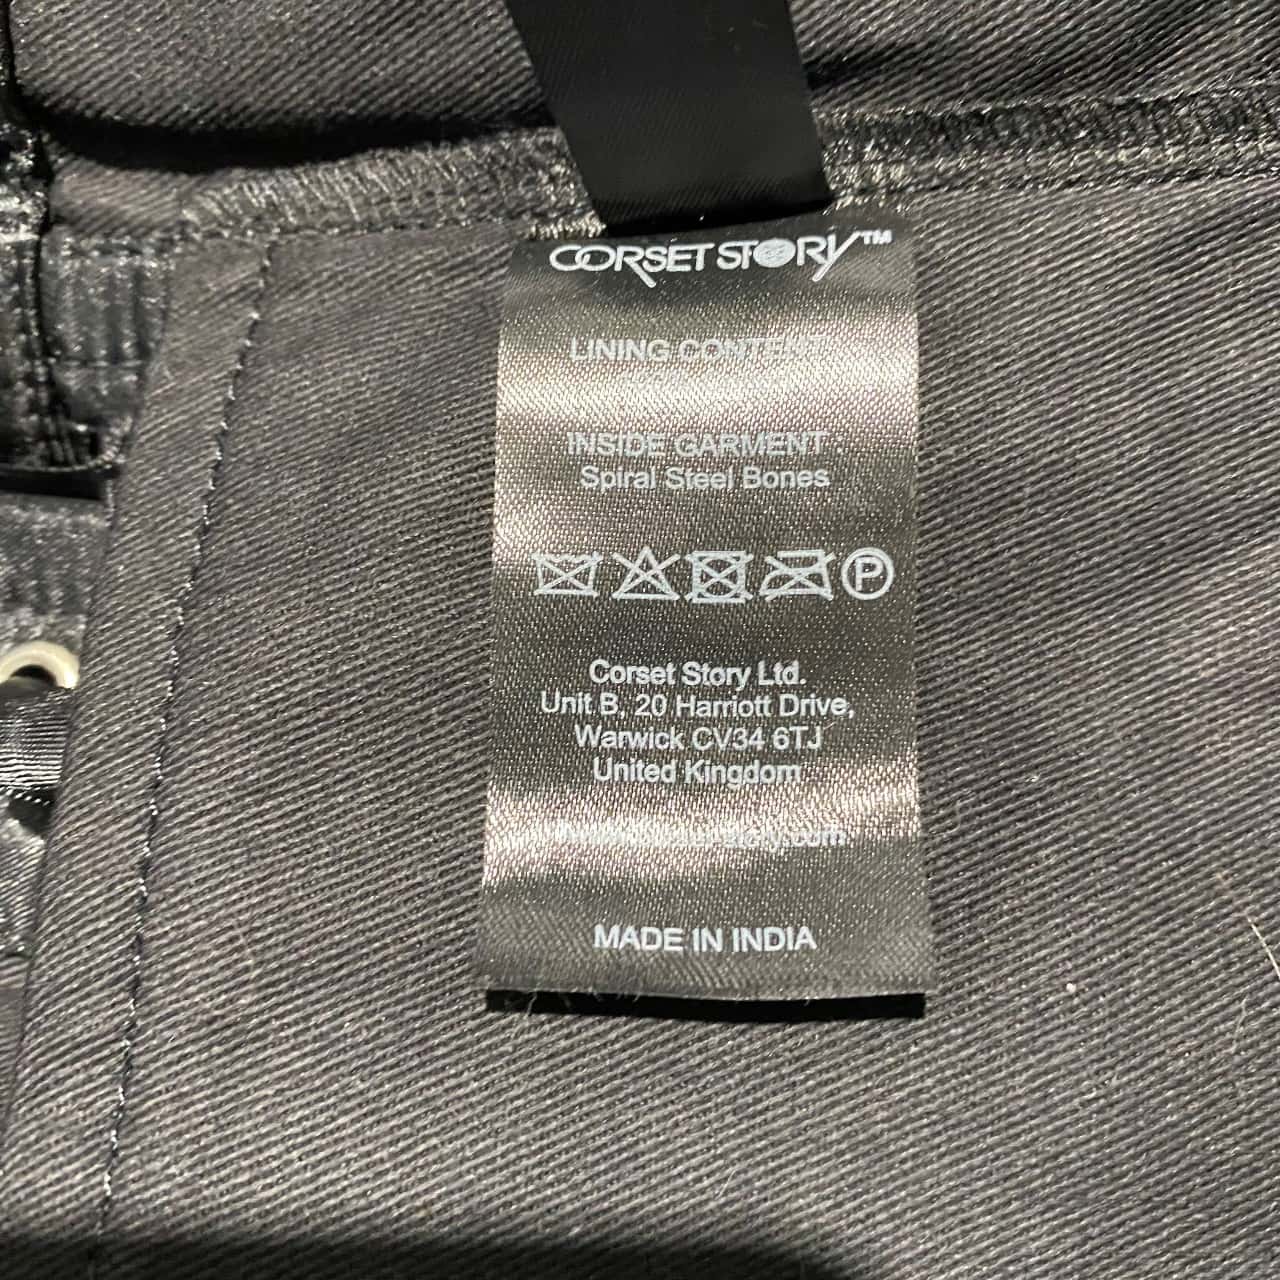 CORSET STORY™
LINING CONTENT
INSIDE GARMENT :
Spiral Steel Bones
P
Corset Story Ltd.
Unit B, 20 Harriott Drive,
Warwick CV34 6TJ
United Kingdom
MADE IN INDIA